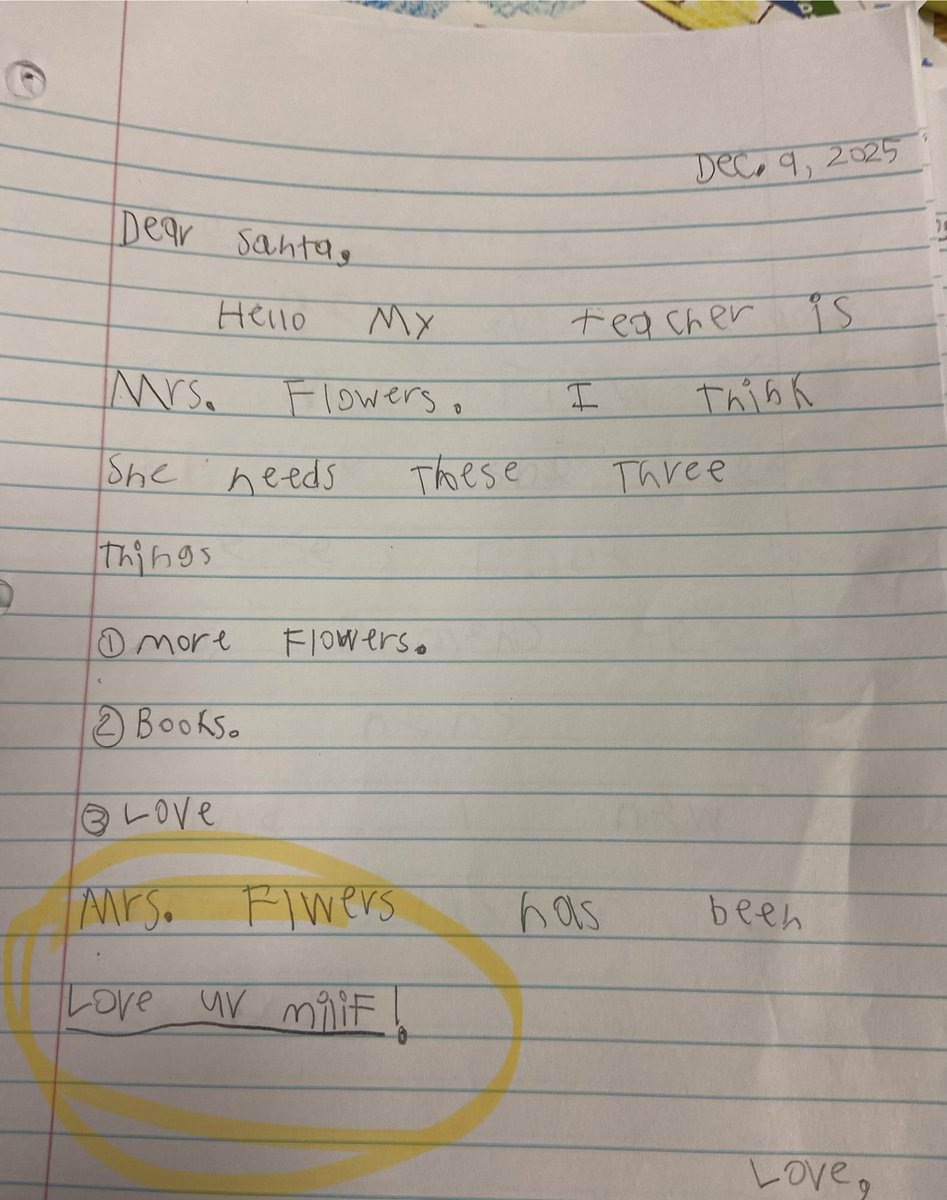 Dec. 9, 2025
Dear Santa,
Hello My teacher is
Mrs. Flowers. I Think
She needs These Three
Things
① more Flowers.
② Books.
③ Love
Mrs. Flwers has been
Love uv miliF!
Love,